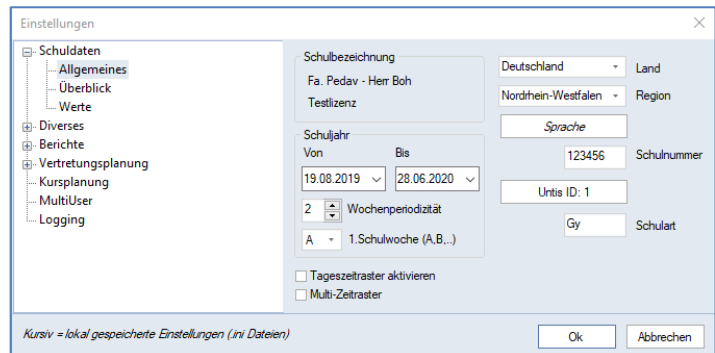 Einstellungen
Schuldaten
Allgemeines
Überblick
Werte
Diverses
Berichte
Vertretungsplanung
Kursplanung
MultiUser
Logging
Schulbezeichnung
Fa. Pedav - Herr Boh
Testlizenz
Schuljahr
Von Bis
19.08.2019 28.06.2020
2 Wochenperiodizität
A 1.Schulwoche (A,B,..)
Tageszeitraster aktivieren
Multi-Zeitraster
Deutschland Land
Nordrhein-Westfalen Region
Sprache
123456 Schulnummer
Untis ID: 1
Gy Schulart
Kursiv = lokal gespeicherte Einstellungen (.ini Dateien)
Ok Abbrechen